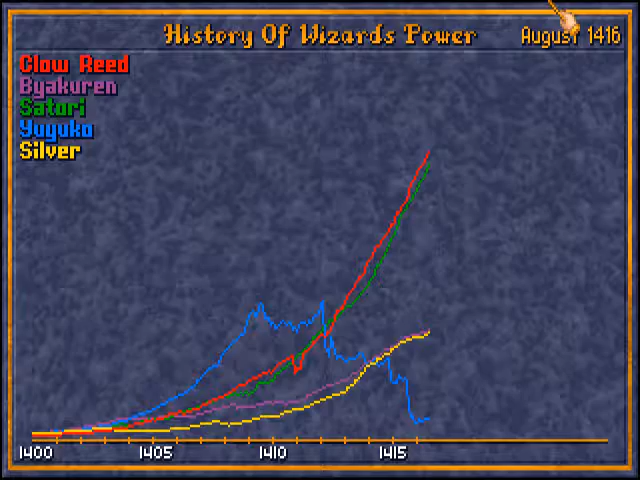 History Of Wizards Power
August 1416
Clow Reed
Byakuren
Satori
Yuyuko
Silver
1400 1405 1410 1415